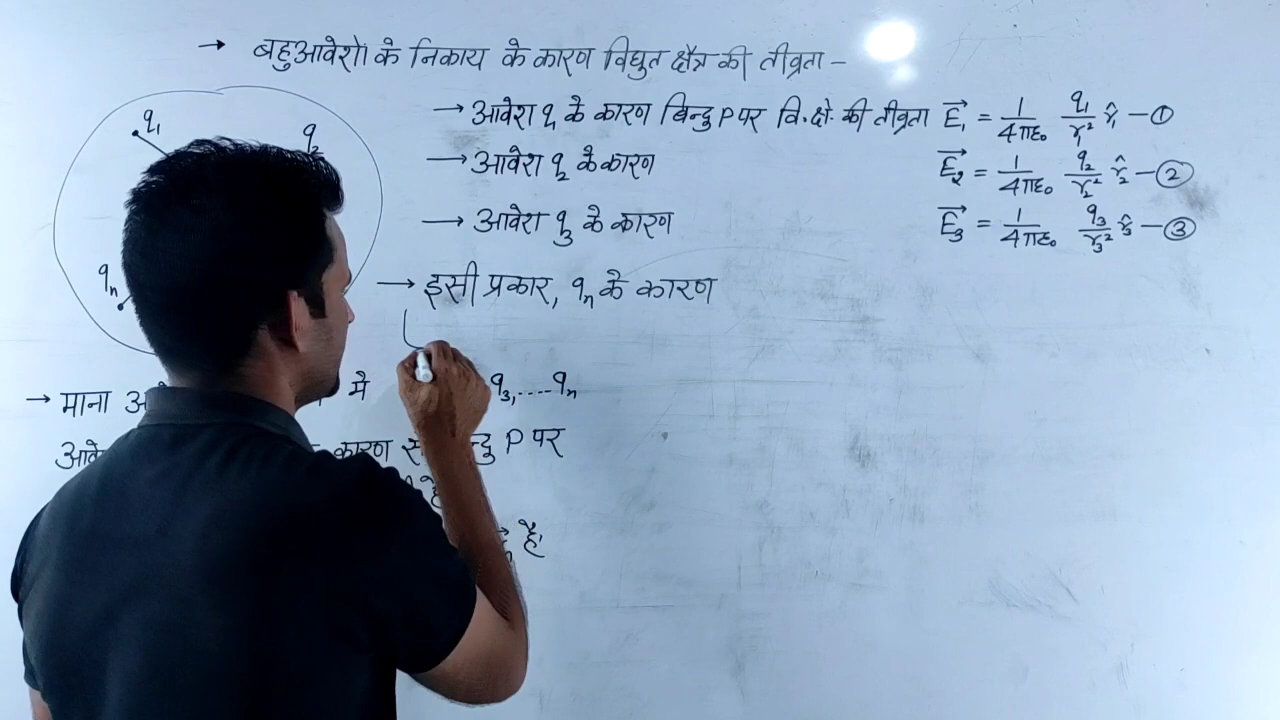 → बहुआवेशों के निकाय के कारण विद्युत क्षेत्र की तीव्रता –
q₁
q₂
→ आवेश q₁ के कारण बिन्दु P पर वि.क्षे. की तीव्रता E₁⃗ = 1/4πε₀ q₁/r₁² r̂₁ — ①
→ आवेश q₂ के कारण E₂⃗ = 1/4πε₀ q₂/r₂² r̂₂ — ②
→ आवेश q₃ के कारण E₃⃗ = 1/4πε₀ q₃/r₃² r̂₃ — ③
qₙ
→ इसी प्रकार, qₙ के कारण
→ माना में q₃, .... qₙ
कारण P पर
है।